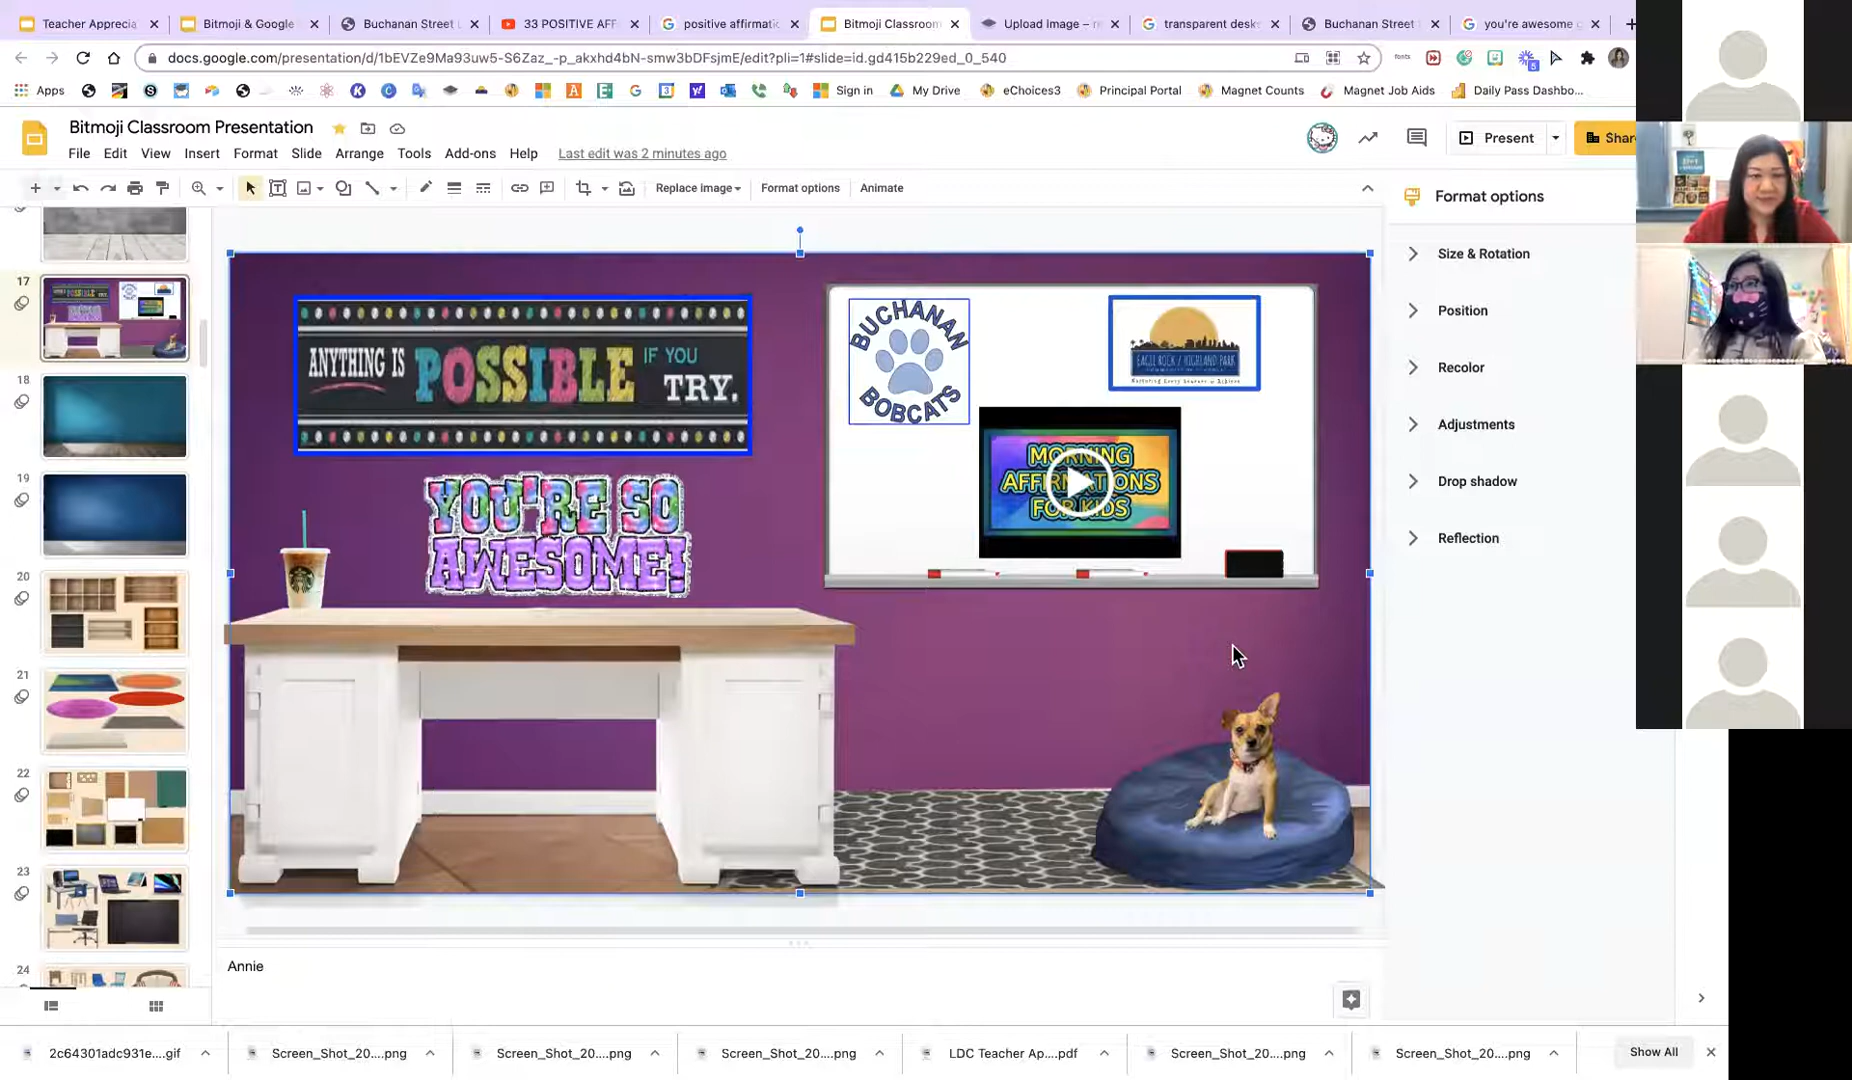 Teacher Apprecia
Bitmoji & Google
Buchanan Street
33 POSITIVE AFF
positive affirmatic
Bitmoji Classroom
Upload Image – r
transparent desk
Buchanan Street
you're awesome
docs.google.com/presentation/d/1bEVZe9Ma93uw5-S6Zaz_-p_akxhd4bN-smw3bDFsjmE/edit?pli=1#slide=id.gd415b229ed_0_540
Apps
Sign in
My Drive
eChoices3
Principal Portal
Magnet Counts
Magnet Job Aids
Daily Pass Dashbo...
Bitmoji Classroom Presentation
Present
Shar
File Edit View Insert Format Slide Arrange Tools Add-ons Help Last edit was 2 minutes ago
Replace image
Format options
Animate
Format options
Size & Rotation
Position
Recolor
Adjustments
Drop shadow
Reflection
17
18
19
20
21
22
23
24
ANYTHING IS POSSIBLE IF YOU TRY.
YOU'RE SO
AWESOME!
BUCHANAN
BOBCATS
EAGLE ROCK / HIGHLAND PARK
MORNING
AFFIRMATIONS
FOR KIDS
Annie
2c64301adc931e....gif
Screen_Shot_20....png
Screen_Shot_20....png
Screen_Shot_20....png
LDC Teacher Ap....pdf
Screen_Shot_20....png
Screen_Shot_20....png
Show All